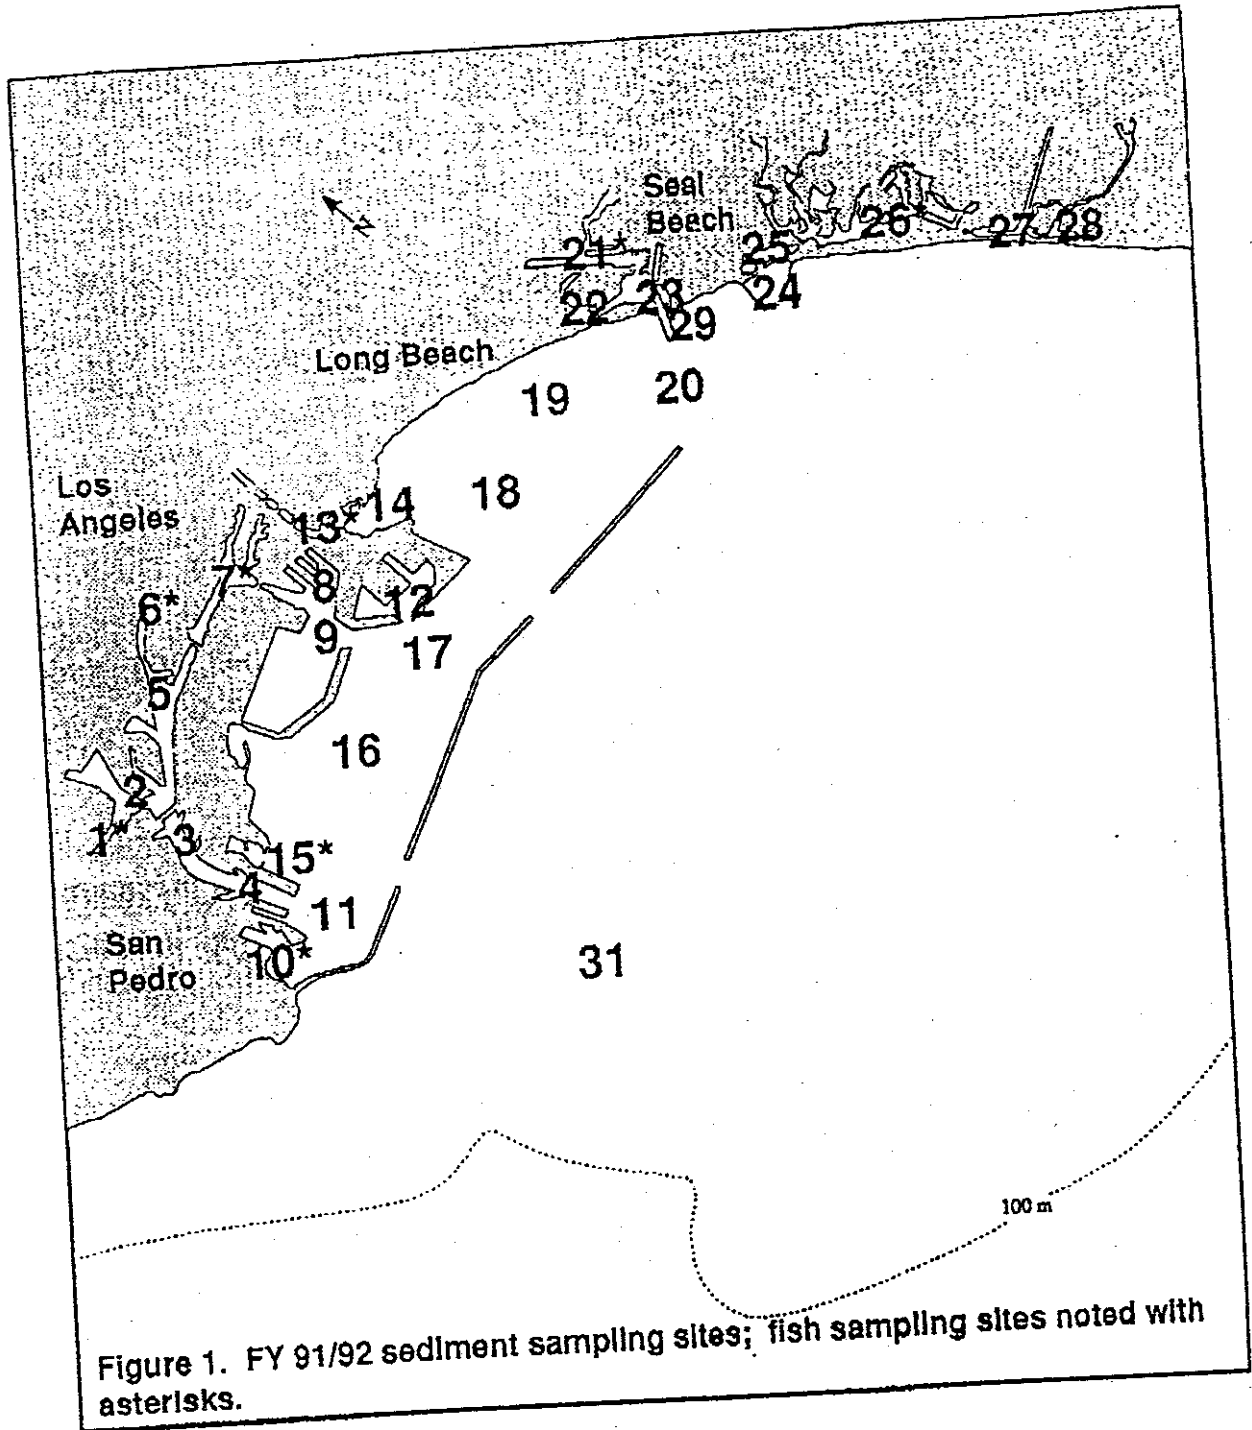 Seal
Beach
N
21*
25
26*
27
28
22
23
24
29
Long Beach
19
20
Los
Angeles
18
14
13*
7*
8
12
6*
9
17
5
16
2
1*
3
15*
4
11
San
Pedro
10*
31
100 m
Figure 1. FY 91/92 sediment sampling sites; fish sampling sites noted with
asterisks.